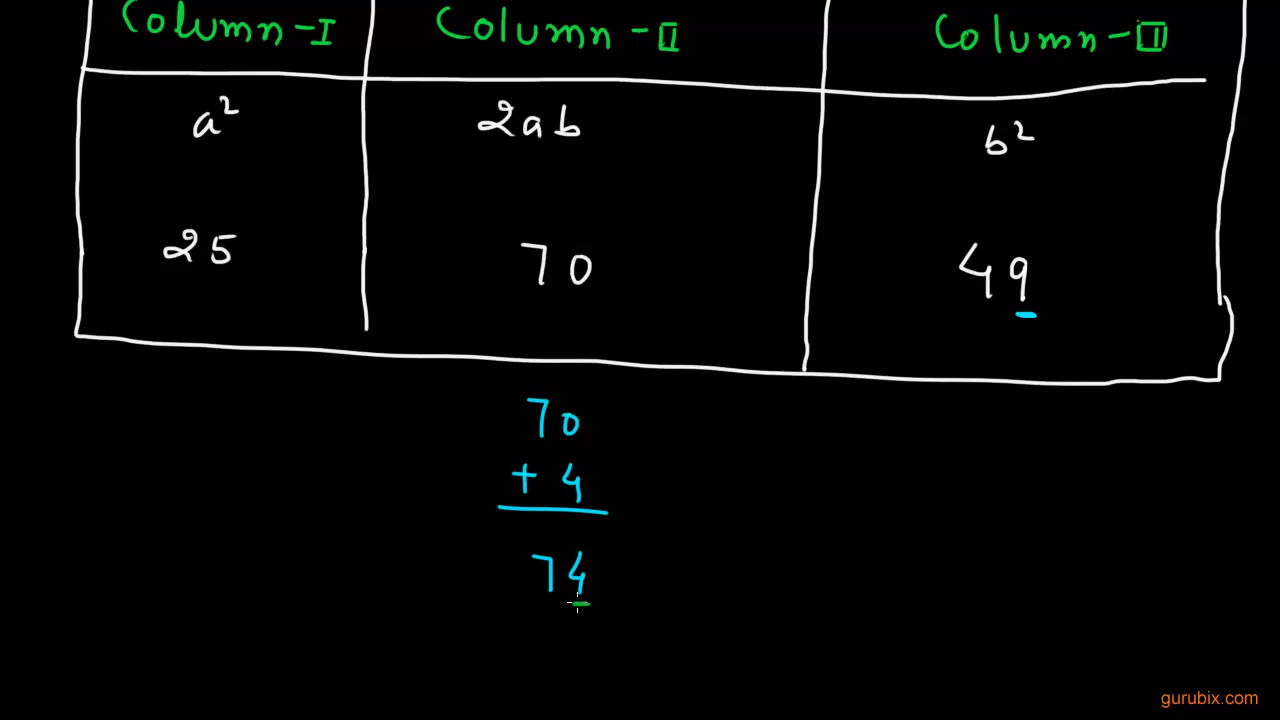 Column-I Column-II Column-III
a² 2ab b²
25 70 49
70
+ 4
74
gurubix.com